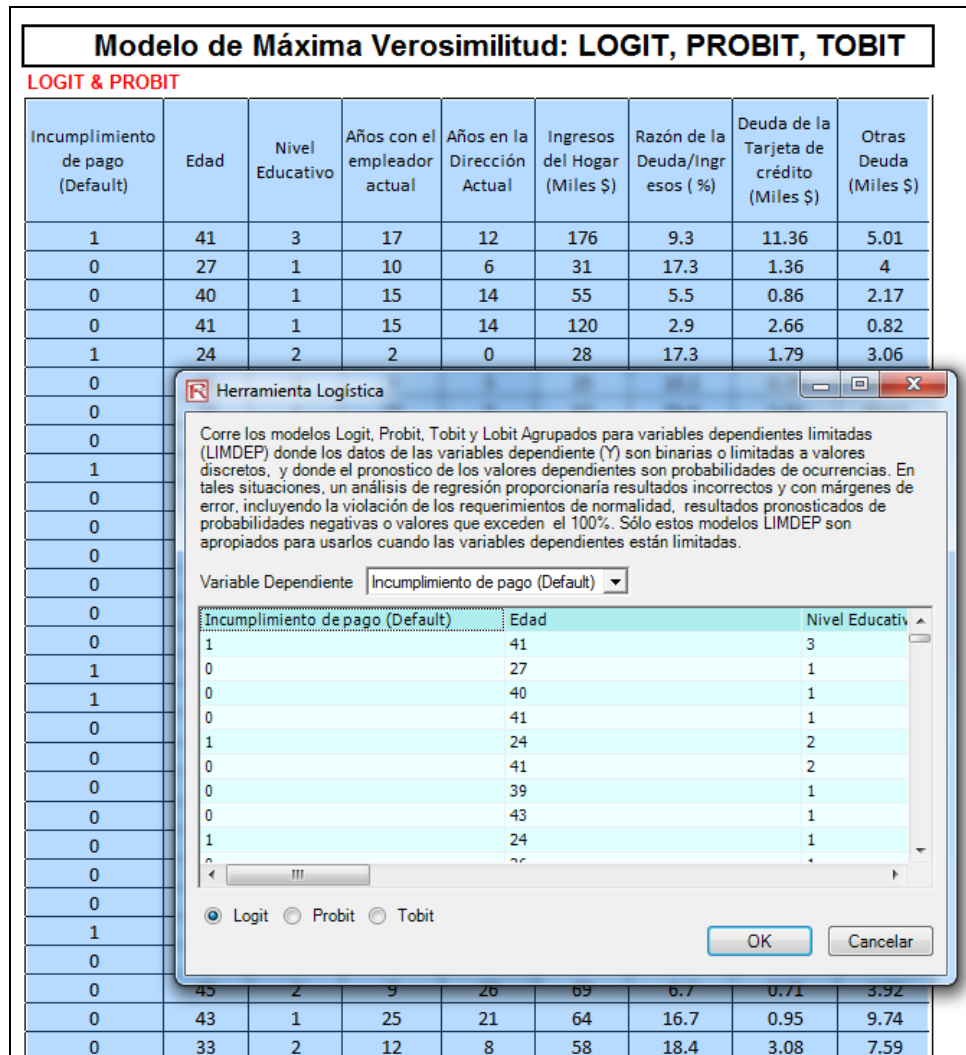 Modelo de Máxima Verosimilitud: LOGIT, PROBIT, TOBIT
LOGIT & PROBIT
Incumplimiento de pago (Default) Edad Nivel Educativo Años con el empleador actual Años en la Dirección Actual Ingresos del Hogar (Miles $) Razón de la Deuda/Ingr esos ( %) Deuda de la Tarjeta de crédito (Miles $) Otras Deuda (Miles $)
1 41 3 17 12 176 9.3 11.36 5.01
0 27 1 10 6 31 17.3 1.36 4
0 40 1 15 14 55 5.5 0.86 2.17
0 41 1 15 14 120 2.9 2.66 0.82
1 24 2 2 0 28 17.3 1.79 3.06
0
0
0
1
0
0
0
0
0
0
1
1
0
0
0
0
0
0
0
1
0
Herramienta Logística
Corre los modelos Logit, Probit, Tobit y Lobit Agrupados para variables dependientes limitadas
(LIMDEP) donde los datos de las variables dependiente (Y) son binarias o limitadas a valores
discretos, y donde el pronostico de los valores dependientes son probabilidades de ocurrencias. En
tales situaciones, un análisis de regresión proporcionaría resultados incorrectos y con márgenes de
error, incluyendo la violación de los requerimientos de normalidad, resultados pronosticados de
probabilidades negativas o valores que exceden el 100%. Sólo estos modelos LIMDEP son
apropiados para usarlos cuando las variables dependientes están limitadas.
Variable Dependiente Incumplimiento de pago (Default)
Incumplimiento de pago (Default) Edad Nivel Educativ
1 41 3
0 27 1
0 40 1
0 41 1
1 24 2
0 41 2
0 39 1
0 43 1
1 24 1
Logit Probit Tobit
OK Cancelar
0 45 2 9 26 69 6.7 0.71 3.92
0 43 1 25 21 64 16.7 0.95 9.74
0 33 2 12 8 58 18.4 3.08 7.59